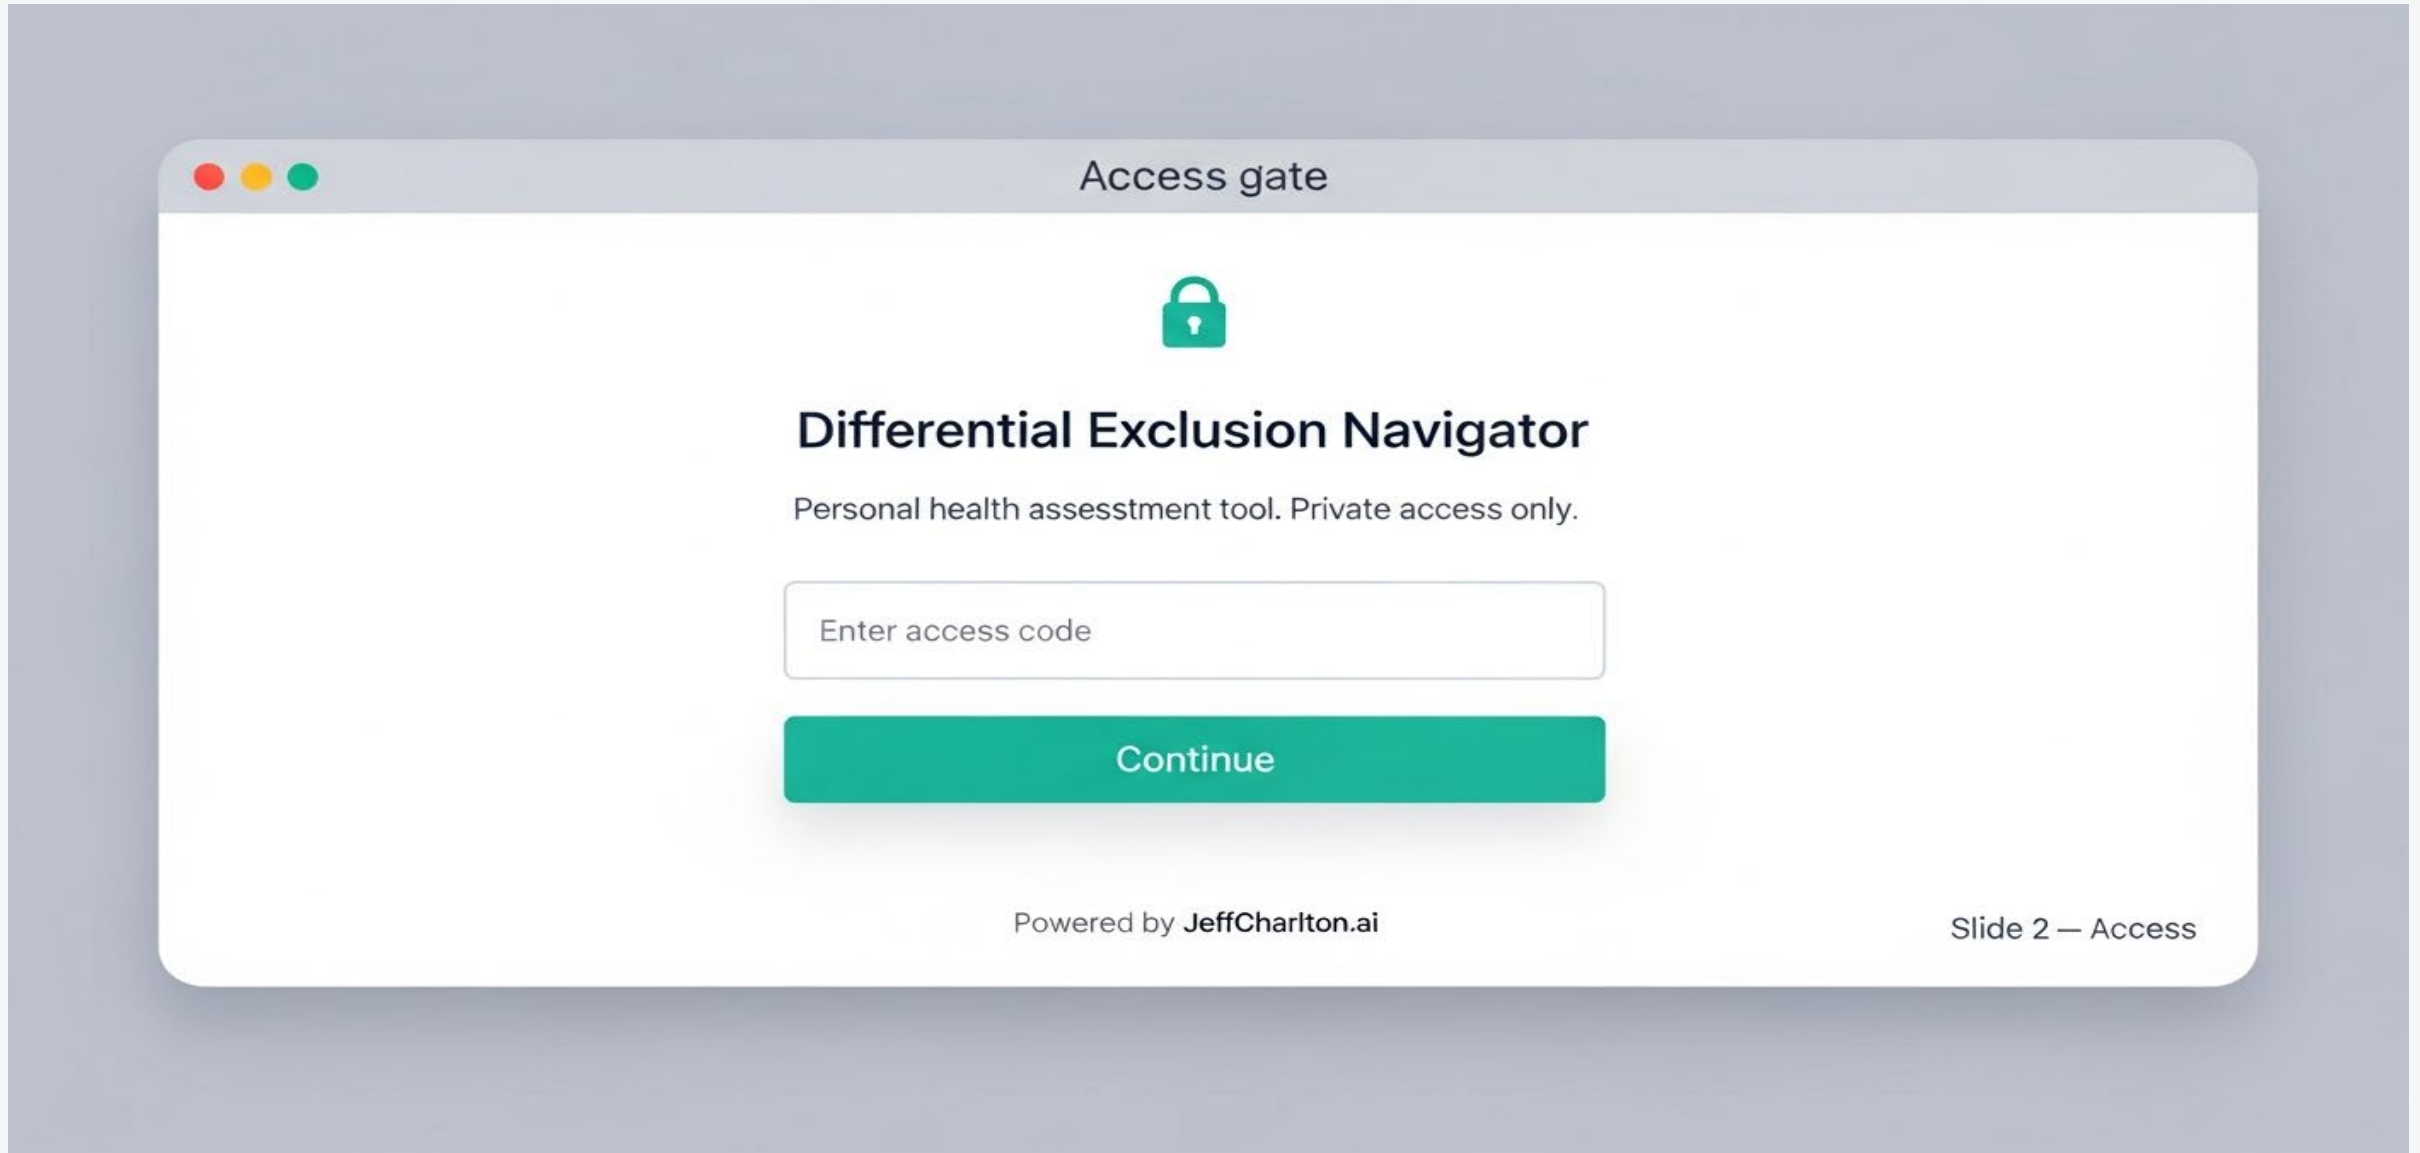 Access gate
Differential Exclusion Navigator
Personal health assesstment tool. Private access only.
Enter access code
Continue
Powered by JeffCharlton.ai
Slide 2 — Access